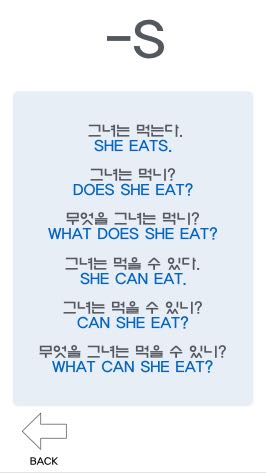 -S
그녀는 먹는다.
SHE EATS.
그녀는 먹니?
DOES SHE EAT?
무엇을 그녀는 먹니?
WHAT DOES SHE EAT?
그녀는 먹을 수 있다.
SHE CAN EAT.
그녀는 먹을 수 있니?
CAN SHE EAT?
무엇을 그녀는 먹을 수 있니?
WHAT CAN SHE EAT?
BACK